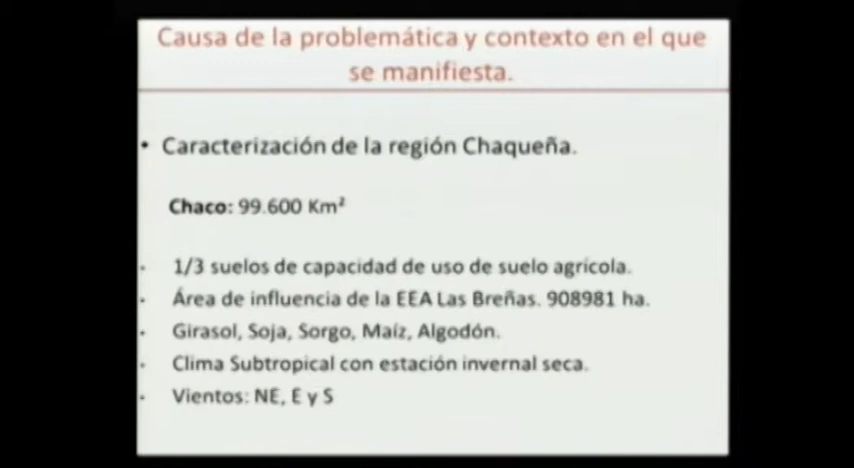 Causa de la problemática y contexto en el que
se manifiesta.
• Caracterización de la región Chaqueña.
Chaco: 99.600 Km²
- 1/3 suelos de capacidad de uso de suelo agrícola.
- Área de influencia de la EEA Las Breñas. 908981 ha.
- Girasol, Soja, Sorgo, Maíz, Algodón.
- Clima Subtropical con estación invernal seca.
- Vientos: NE, E y S